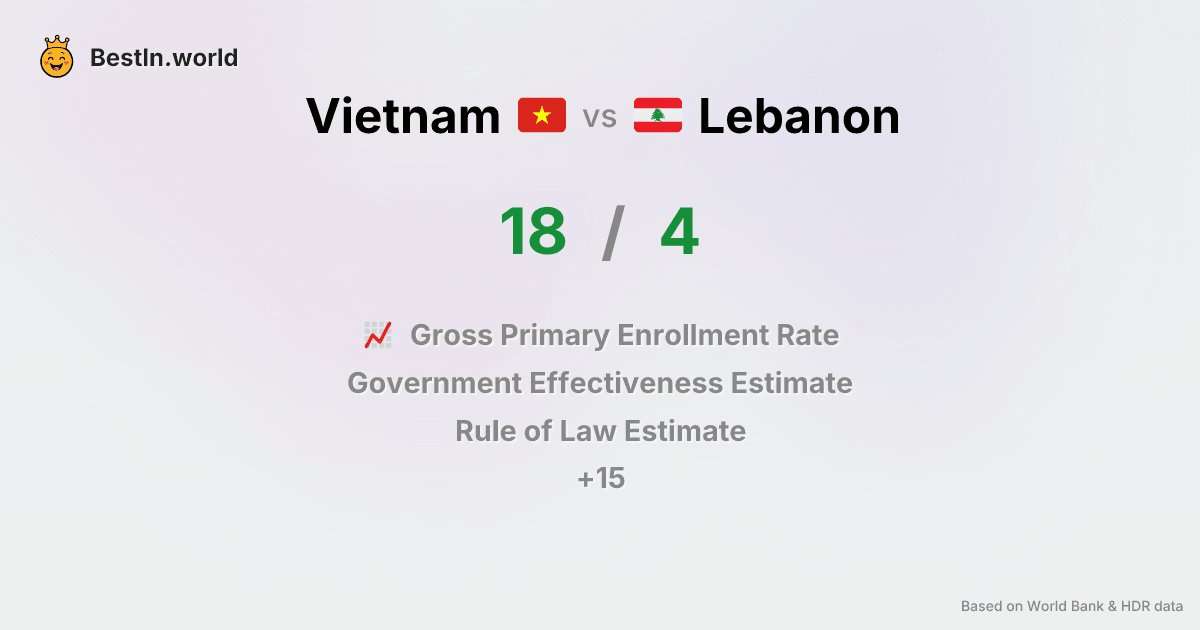 BestIn.world
Vietnam vs Lebanon
18 / 4
Gross Primary Enrollment Rate
Government Effectiveness Estimate
Rule of Law Estimate
+15
Based on World Bank & HDR data